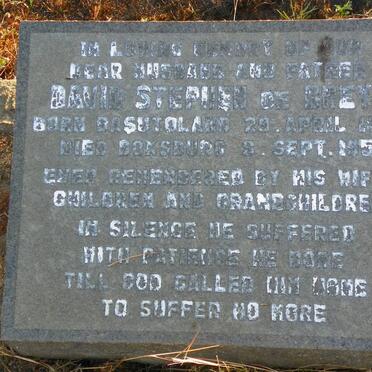 IN LOVING MEMORY OF OUR
DEAR HUSBAND AND FATHER
DAVID STEPHEN DE
BORN BASUTOLAND 29. APRIL
DIED BOKSBURG SEPT.
EVER REMEMBERED BY HIS WIFE
CHILDREN AND GRANDCHILDREN
IN SILENCE HE SUFFERED
WITH PATIENCE HE BORE
TILL GOD CALLED HIM HOME
TO SUFFER NO MORE